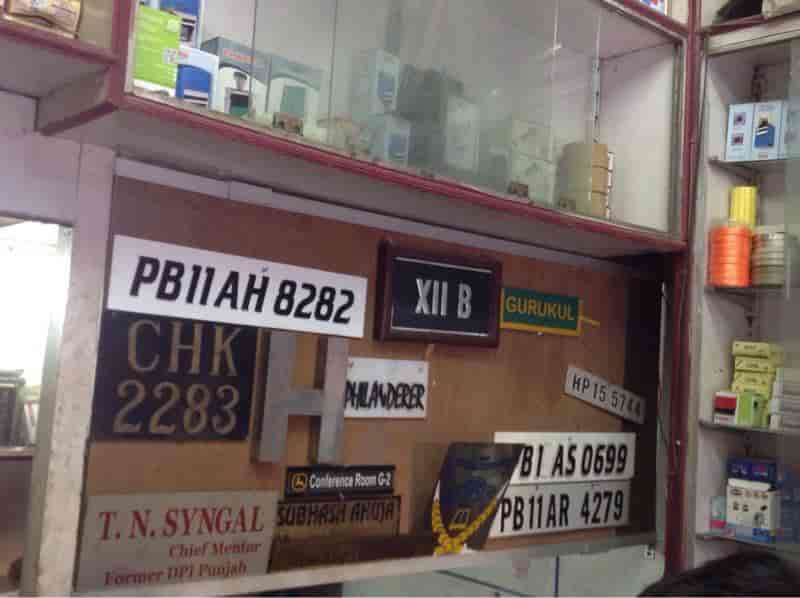 PB11AH 8282
XII B
GURUKUL
CHK
2283
H
PHILANDERER
HP 15 5744
B1 AS 0699
PB11AR 4279
Conference Room G-2
SUBHASH AHUJA
T. N. SYNGAL
Chief Mentor
Former DPI Punjab